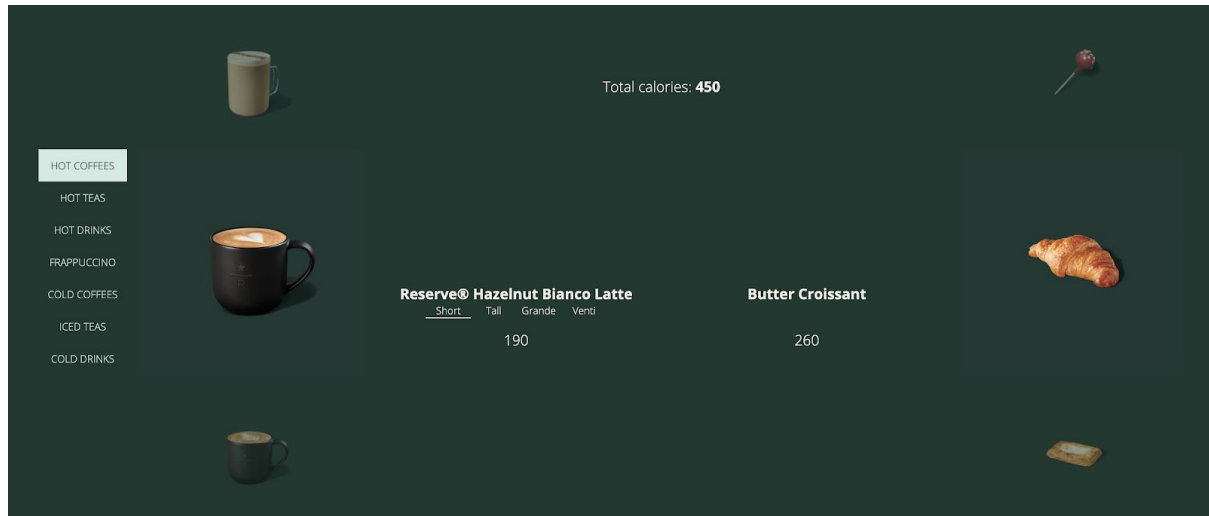 Total calories: 450
HOT COFFEES
HOT TEAS
HOT DRINKS
FRAPPUCCINO
COLD COFFEES
ICED TEAS
COLD DRINKS
Reserve® Hazelnut Bianco Latte
Short Tall Grande Venti
190
Butter Croissant
260